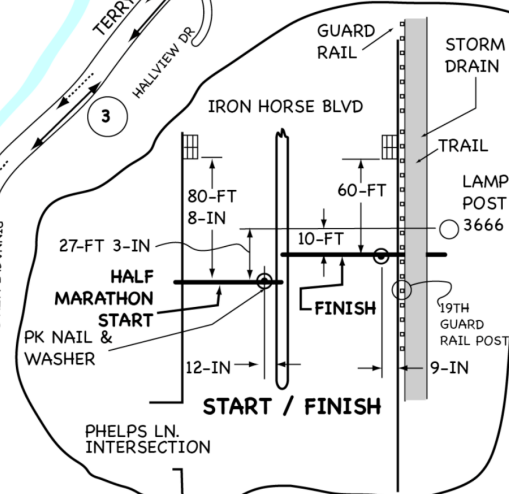 TERRY
HALLVIEW DR
3
GUARD
RAIL
STORM
DRAIN
IRON HORSE BLVD
TRAIL
80-FT
8-IN
60-FT
LAMP
POST
3666
27-FT 3-IN
10-FT
HALF
MARATHON
START
FINISH
PK NAIL &
WASHER
19TH
GUARD
RAIL POST
12-IN
9-IN
START / FINISH
PHELPS LN.
INTERSECTION